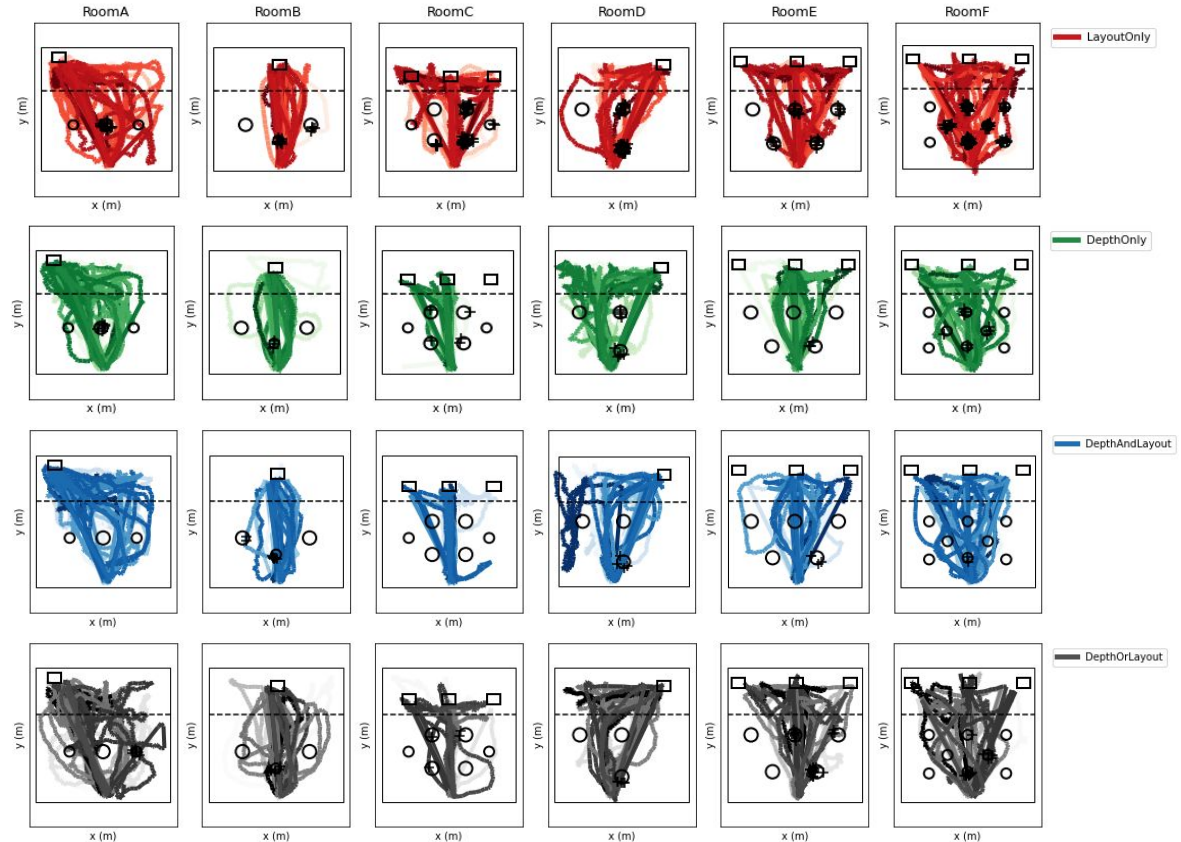 RoomA RoomB RoomC RoomD RoomE RoomF
LayoutOnly
y (m) y (m) y (m) y (m) y (m) y (m)
x (m) x (m) x (m) x (m) x (m) x (m)
DepthOnly
y (m) y (m) y (m) y (m) y (m) y (m)
x (m) x (m) x (m) x (m) x (m) x (m)
DepthAndLayout
y (m) y (m) y (m) y (m) y (m) y (m)
x (m) x (m) x (m) x (m) x (m) x (m)
DepthOrLayout
y (m) y (m) y (m) y (m) y (m) y (m)
x (m) x (m) x (m) x (m) x (m) x (m)